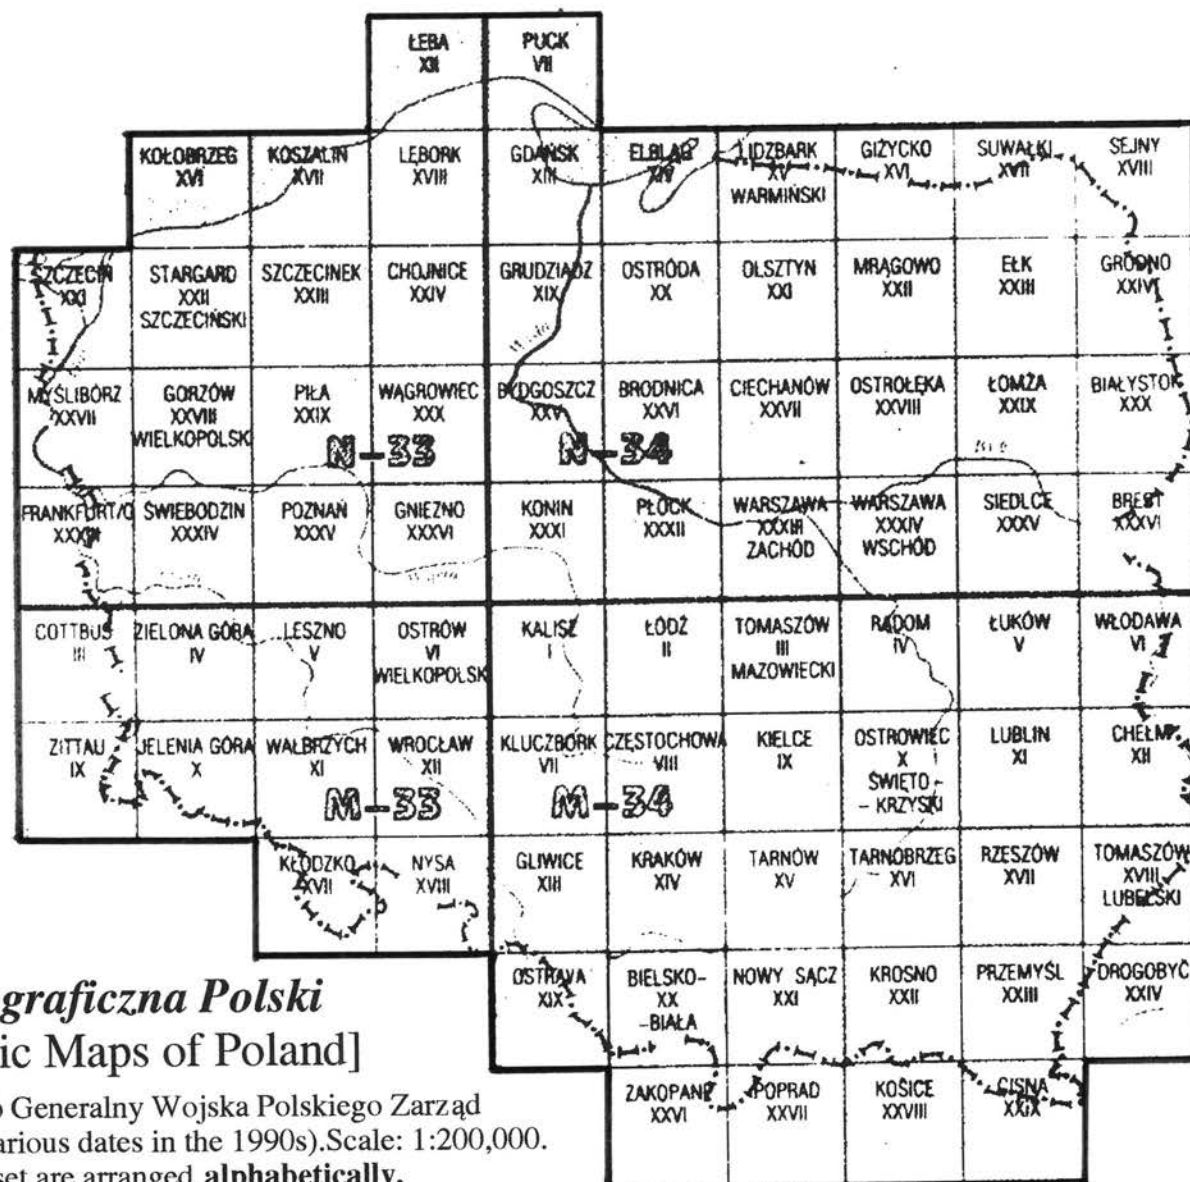 ŁEBA
XII
PUCK
VII
KOŁOBRZEG
XVI
KOSZALIN
XVII
LĘBORK
XVIII
GDAŃSK
XIII
ELBLĄG
XIV
LIDZBARK
XV
WARMIŃSKI
GIŻYCKO
XVI
SUWAŁKI
XVII
SEJNY
XVIII
SZCZECIN
XXI
STARGARD
XXII
SZCZECIŃSKI
SZCZECINEK
XXIII
CHOJNICE
XXIV
GRUDZIĄDZ
XIX
OSTRÓDA
XX
OLSZTYN
XXI
MRĄGOWO
XXII
EŁK
XXIII
GRODNO
XXIV
MYŚLIBÓRZ
XXVII
GORZÓW
XXVIII
WIELKOPOLSK
PIŁA
XXIX
WĄGROWIEC
XXX
BYDGOSZCZ
XXV
BRODNICA
XXVI
CIECHANÓW
XXVII
OSTROŁĘKA
XXVIII
ŁOMŻA
XXIX
BIAŁYSTOK
XXX
N-33
N-34
FRANKFURT/O
XXXIII
ŚWIEBODZIN
XXXIV
POZNAŃ
XXXV
GNIEZNO
XXXVI
KONIN
XXXI
PŁOCK
XXXII
WARSZAWA
XXXIII
ZACHÓD
WARSZAWA
XXXIV
WSCHÓD
SIEDLCE
XXXV
BREST
XXXVI
COTTBUS
III
ZIELONA GÓRA
IV
LESZNO
V
OSTRÓW
VI
WIELKOPOLSK
KALISZ
I
ŁÓDŹ
II
TOMASZÓW
III
MAZOWIECKI
RADOM
IV
ŁUKÓW
V
WŁODAWA
VI
ZITTAU
IX
JELENIA GÓRA
X
WAŁBRZYCH
XI
WROCŁAW
XII
KLUCZBORK
VII
CZĘSTOCHOWA
VIII
KIELCE
IX
OSTROWIEC
X
ŚWIĘTO-
-KRZYSKI
LUBLIN
XI
CHEŁM
XII
M-33
M-34
KŁODZKO
XVII
NYSA
XVIII
GLIWICE
XIII
KRAKÓW
XIV
TARNÓW
XV
TARNOBRZEG
XVI
RZESZÓW
XVII
TOMASZÓW
XVIII
LUBELSKI
OSTRAVA
XIX
BIELSKO-
XX
-BIAŁA
NOWY SĄCZ
XXI
KROSNO
XXII
PRZEMYŚL
XXIII
DROGOBYČ
XXIV
ZAKOPANE
XXVI
POPRAD
XXVII
KOŠICE
XXVIII
CISNA
XXIX
graficzna Polski
ic Maps of Poland]
o Generalny Wojska Polskiego Zarząd
arious dates in the 1990s).Scale: 1:200,000.
set are arranged alphabetically.